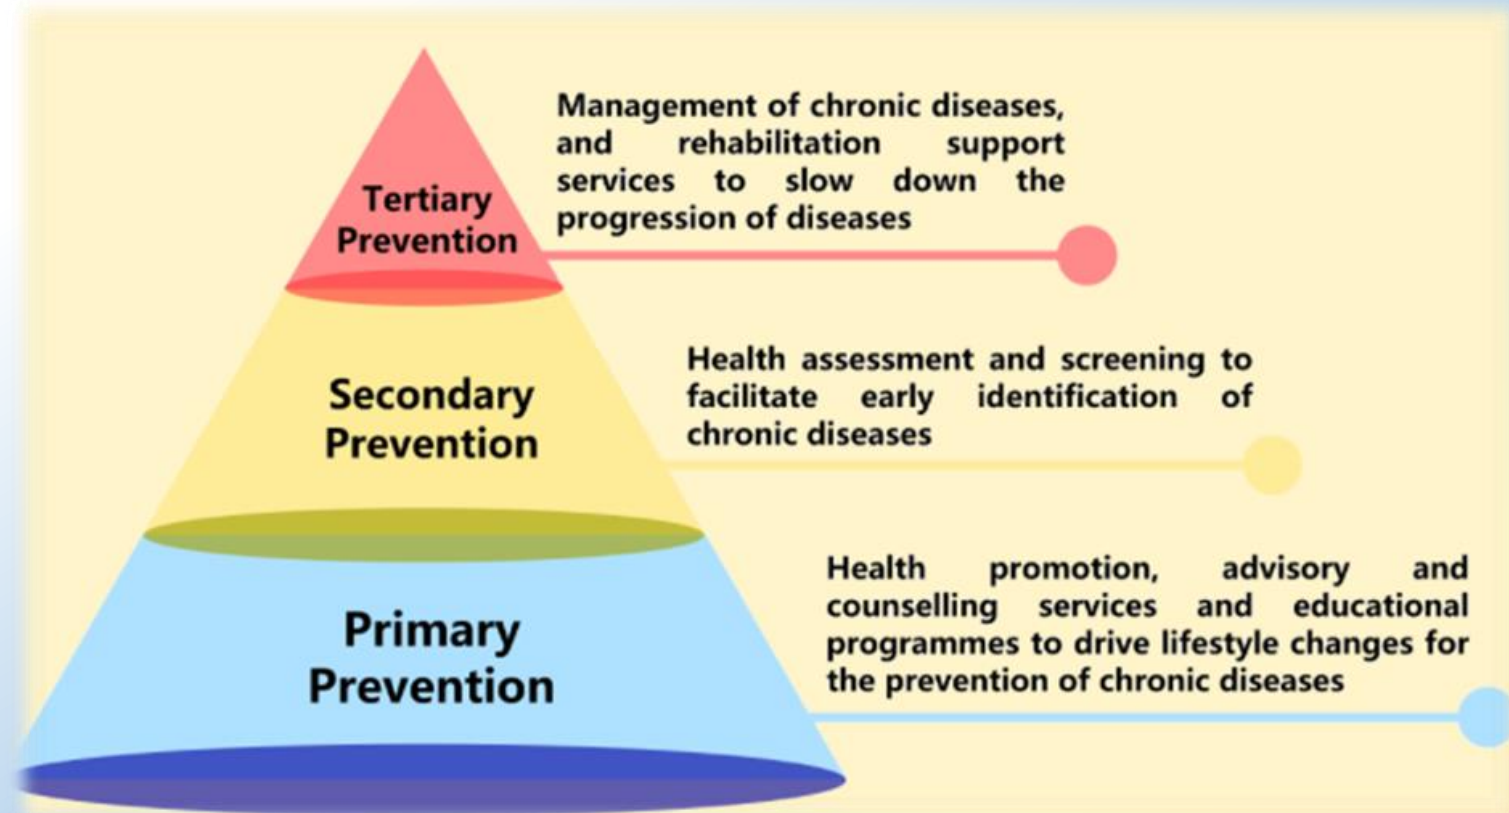 Tertiary
Prevention
Management of chronic diseases,
and rehabilitation support
services to slow down the
progression of diseases
Secondary
Prevention
Health assessment and screening to
facilitate early identification of
chronic diseases
Primary
Prevention
Health promotion, advisory and
counselling services and educational
programmes to drive lifestyle changes for
the prevention of chronic diseases